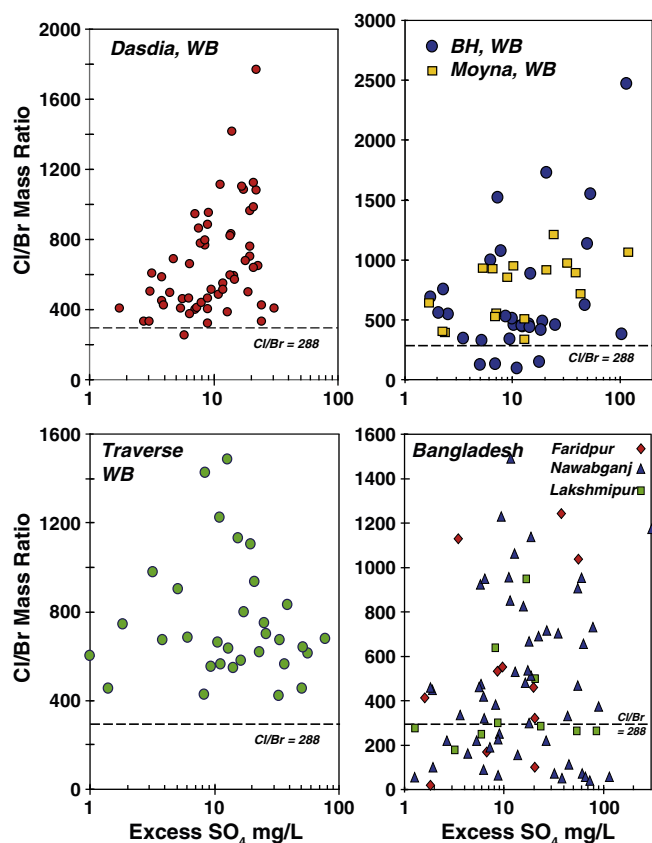 Dasdia, WB
Cl/Br Mass Ratio
2000
1600
1200
800
400
0
Cl/Br = 288
1
10
100
BH, WB
Moyna, WB
3000
2500
2000
1500
1000
500
0
Cl/Br = 288
1
10
100
Traverse
WB
Cl/Br Mass Ratio
1600
1200
800
400
0
Cl/Br = 288
1
10
100
Excess SO4 mg/L
Bangladesh
Faridpur
Nawabganj
Lakshmipur
1600
1400
1200
1000
800
600
400
200
0
Cl/Br
= 288
1
10
100
Excess SO4 mg/L